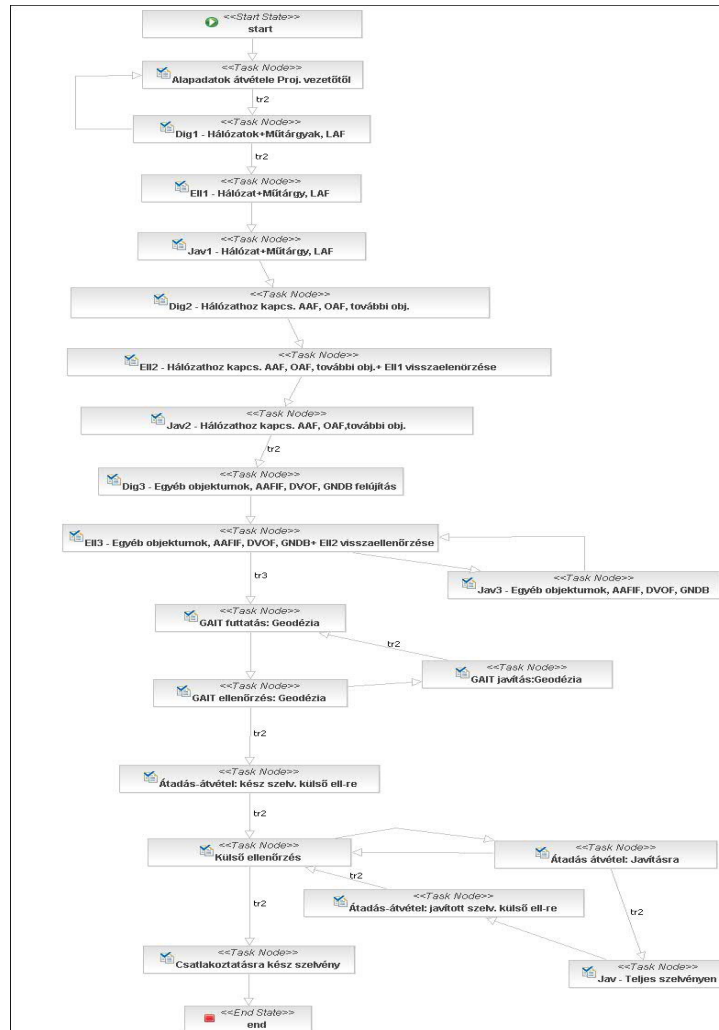 <<Start State>>
start
<<Task Node>>
Alapadatok átvétele Proj. vezetőtől
tr2
<<Task Node>>
Dig1 - Hálózatok+Műtárgyak, LAF
tr2
<<Task Node>>
Ell1 - Hálózat+Műtárgy, LAF
<<Task Node>>
Jav1 - Hálózat+Műtárgy, LAF
<<Task Node>>
Dig2 - Hálózathoz kapcs. AAF, OAF, további obj.
<<Task Node>>
Ell2 - Hálózathoz kapcs. AAF, OAF, további obj.+ Ell1 visszaelenörzése
<<Task Node>>
Jav2 - Hálózathoz kapcs. AAF, OAF,további obj.
tr2
<<Task Node>>
Dig3 - Egyéb objektumok, AAFIF, DVOF, GNDB felújítás
<<Task Node>>
Ell3 - Egyéb objektumok, AAFIF, DVOF, GNDB+ Ell2 visszaellenőrzése
tr3
<<Task Node>>
Jav3 - Egyéb objektumok, AAFIF, DVOF, GNDB
<<Task Node>>
GAIT futtatás: Geodézia
tr2
<<Task Node>>
GAIT javítás:Geodézia
<<Task Node>>
GAIT ellenőrzés: Geodézia
tr2
<<Task Node>>
Átadás-átvétel: kész szelv. külső ell-re
tr2
<<Task Node>>
Külső ellenőrzés
<<Task Node>>
Átadás átvétel: Javításra
tr2
<<Task Node>>
Átadás-átvétel: javított szelv. külső ell-re
tr2
tr2
<<Task Node>>
Csatlakoztatásra kész szelvény
<<Task Node>>
Jav - Teljes szelvényen
<<End State>>
end